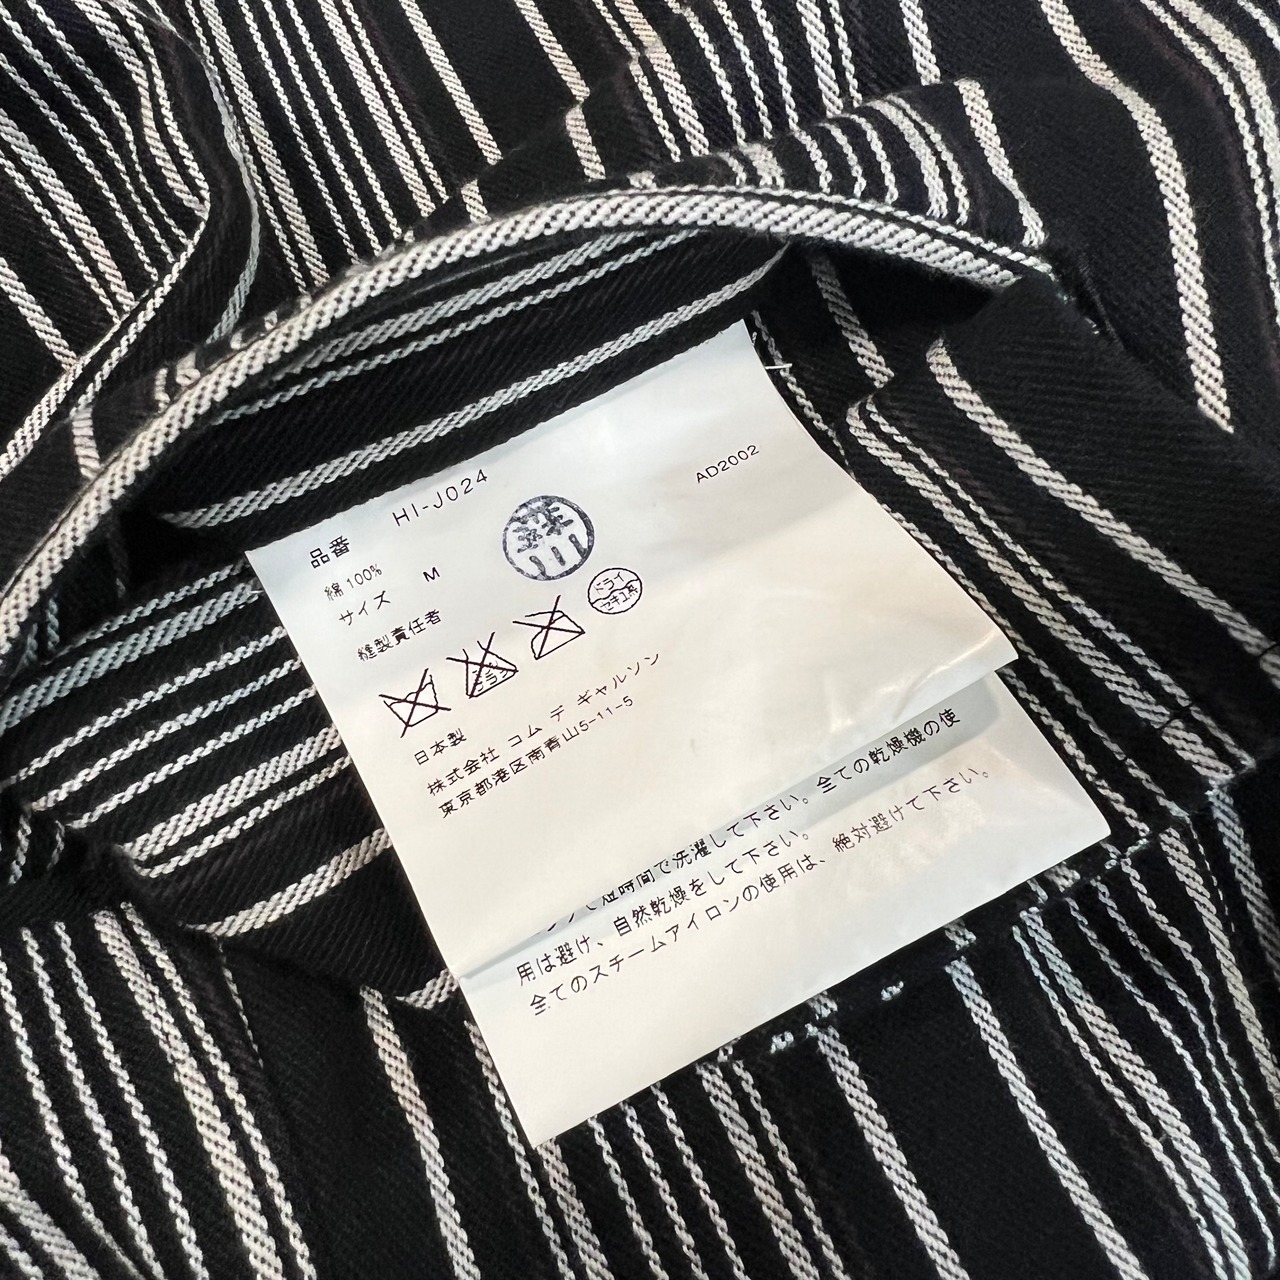 AD2002
品番 HI-J024
綿100%
サイズ M
縫製責任者
ドライ
日本製
株式会社 コム デ ギャルソン
東京都港区南青山5-11-5
短時間で洗濯して下さい。全ての乾燥機の使
用は避け、自然乾燥をして下さい。
全てのスチームアイロンの使用は、絶対避けて下さい。